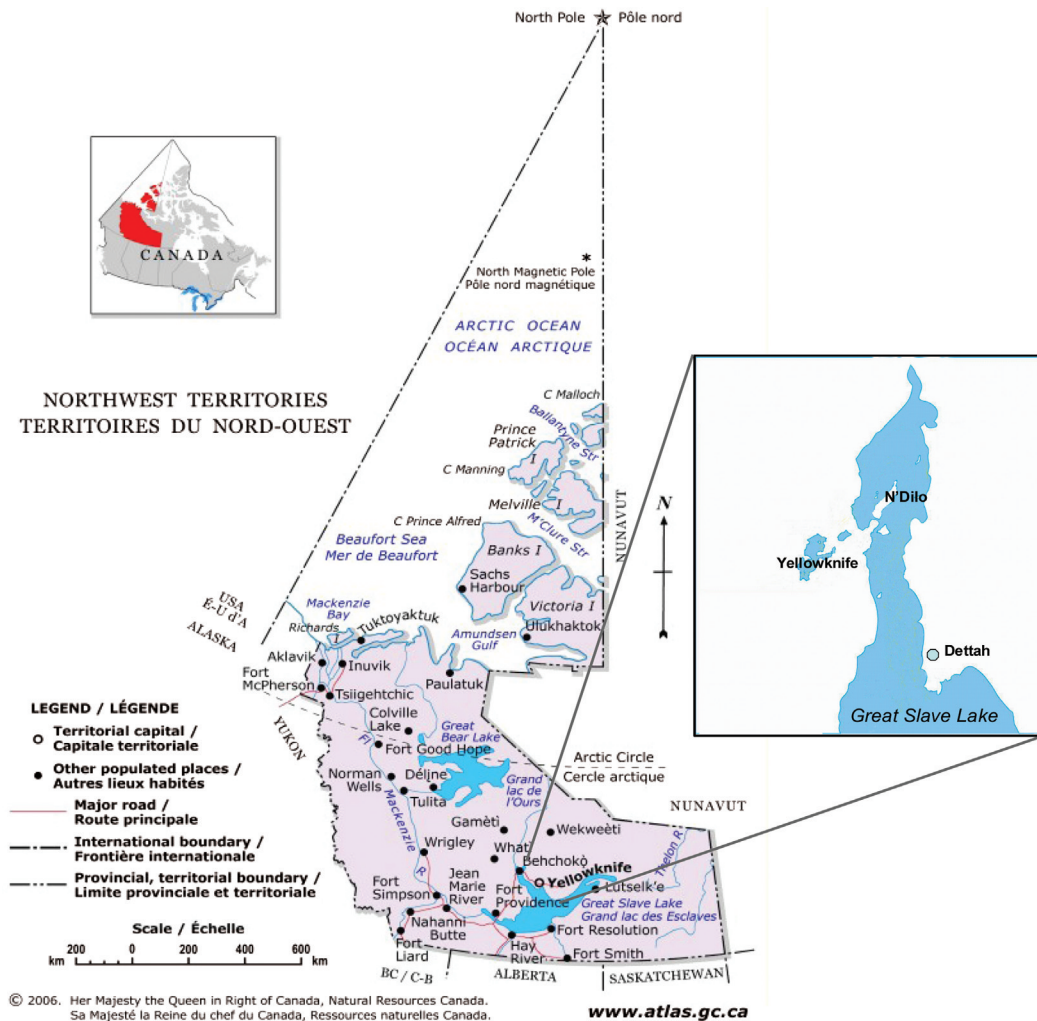 North Pole Pôle nord
CANADA
North Magnetic Pole
Pôle nord magnétique
ARCTIC OCEAN
OCÉAN ARCTIQUE
NORTHWEST TERRITORIES
TERRITOIRES DU NORD-OUEST
C Malloch
Ballantyne Str
Prince
Patrick
I
C Manning
Melville I
M'Clure Str
C Prince Alfred
Beaufort Sea
Mer de Beaufort
Banks I
Sachs
Harbour
Victoria I
Ulukhaktok
Amundsen
Gulf
NUNAVUT
N
N'Dilo
Yellowknife
Dettah
Great Slave Lake
USA
É-U d'A
ALASKA
Mackenzie
Bay
Richards
I
Tuktoyaktuk
Aklavik
Inuvik
Fort
McPherson
Tsiigehtchic
Paulatuk
YUKON
Colville
Lake
Great
Bear Lake
Fort Good Hope
Arctic Circle
Cercle arctique
Norman
Wells
Déline
Tulita
Grand
lac de
l'Ours
Mackenzie
R
NUNAVUT
Gamèti
Wekweèti
Wrigley
What
Behchokò
Thelon R
Yellowknife
Lutselk'e
Fort
Simpson
Jean
Marie
River
Fort
Providence
Great Slave Lake
Grand lac des Esclaves
Nahanni
Butte
Fort Resolution
Fort
Liard
Hay
River
Fort Smith
BC / C-B
ALBERTA
SASKATCHEWAN
LEGEND / LÉGENDE
Territorial capital /
Capitale territoriale
Other populated places /
Autres lieux habités
Major road /
Route principale
International boundary /
Frontière internationale
Provincial, territorial boundary /
Limite provinciale et territoriale
Scale / Échelle
200 0 200 400 600
km km
© 2006. Her Majesty the Queen in Right of Canada, Natural Resources Canada.
Sa Majesté la Reine du chef du Canada, Ressources naturelles Canada.
www.atlas.gc.ca